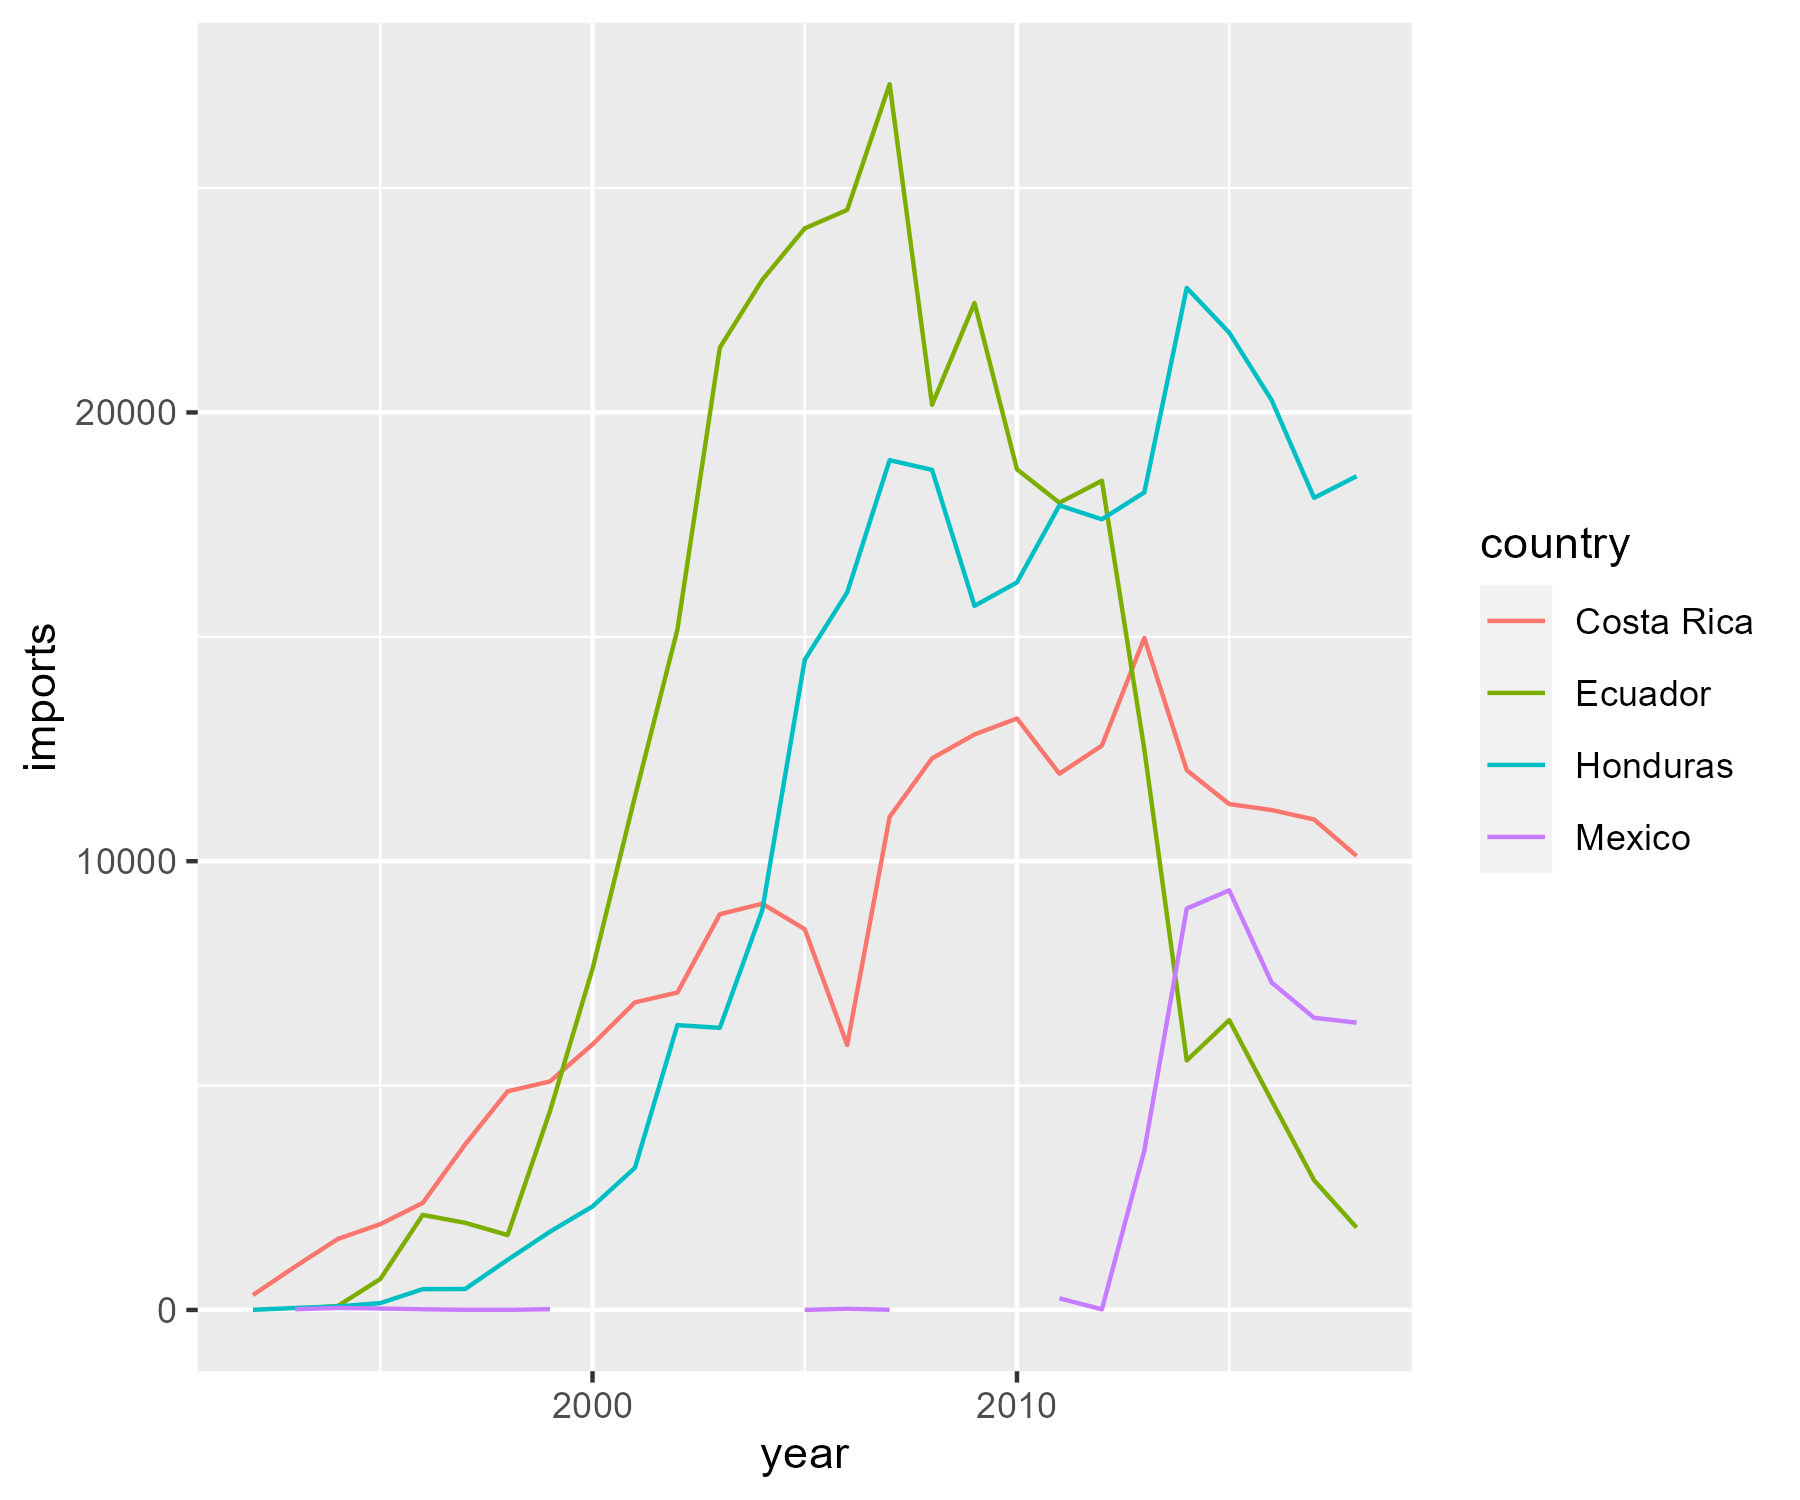 20000
10000
0
imports
2000
2010
year
country
Costa Rica
Ecuador
Honduras
Mexico